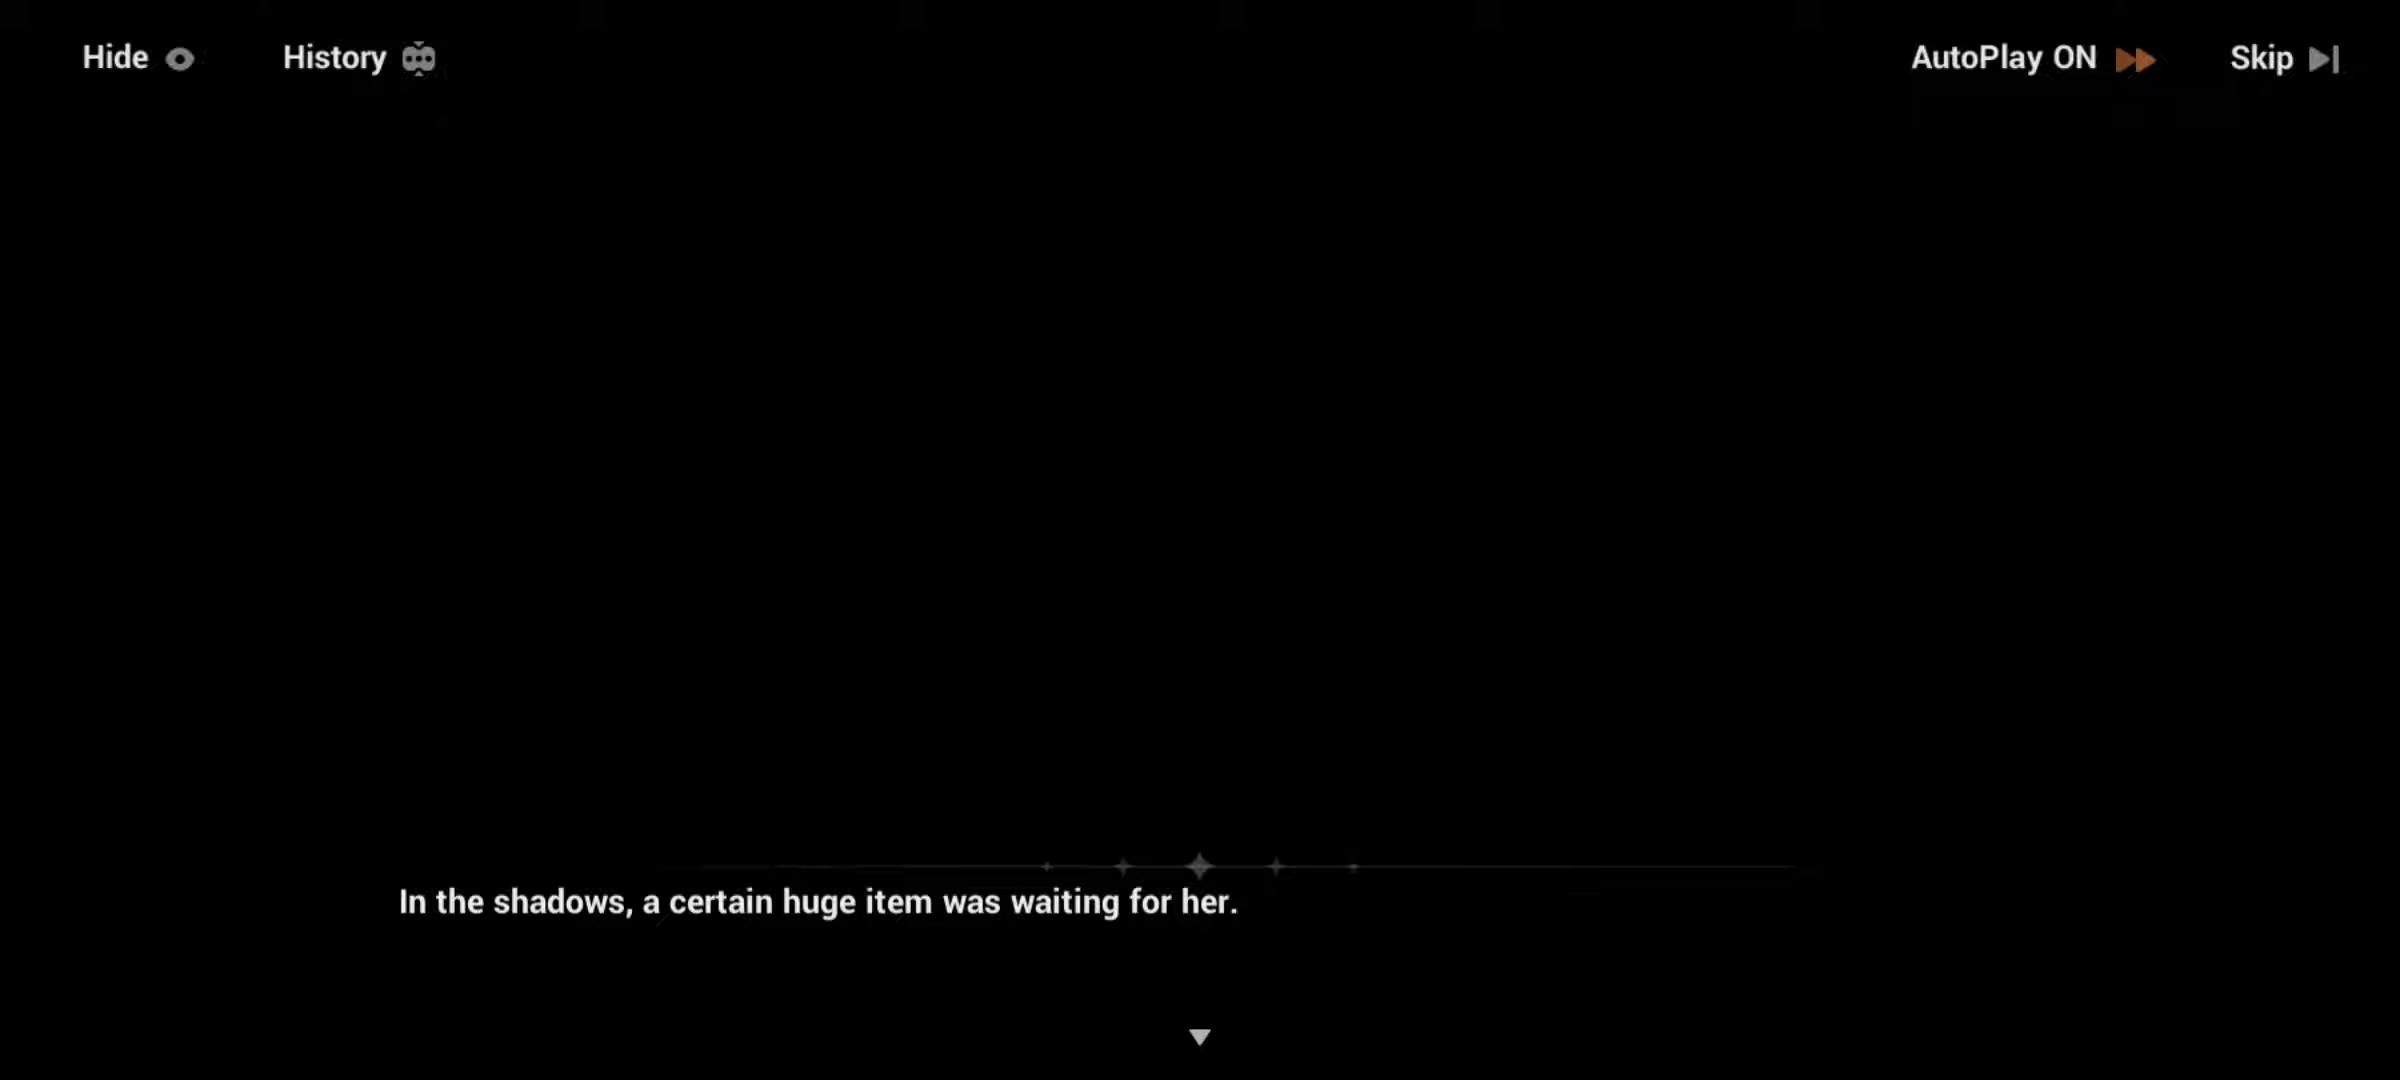 Hide
History
AutoPlay ON
Skip
In the shadows, a certain huge item was waiting for her.